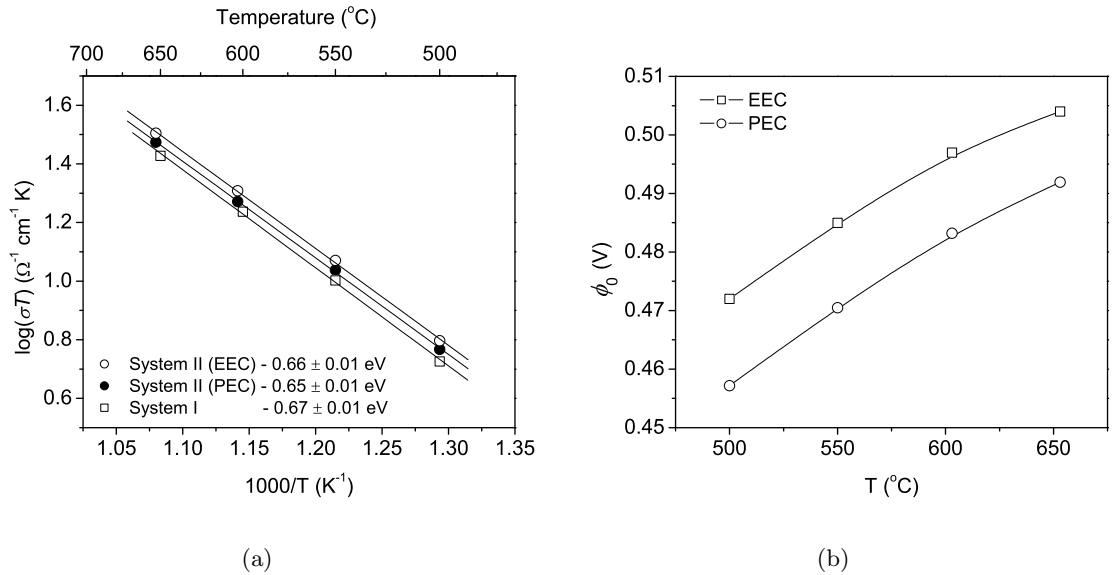 Temperature (°C)
700 650 600 550 500
log(σT) (Ω⁻¹ cm⁻¹ K)
1.6
1.4
1.2
1.0
0.8
0.6
System II (EEC) - 0.66 ± 0.01 eV
System II (PEC) - 0.65 ± 0.01 eV
System I - 0.67 ± 0.01 eV
1.05 1.10 1.15 1.20 1.25 1.30 1.35
1000/T (K⁻¹)
(a)
ϕ₀ (V)
0.51
0.50
0.49
0.48
0.47
0.46
0.45
EEC
PEC
500 550 600 650
T (°C)
(b)